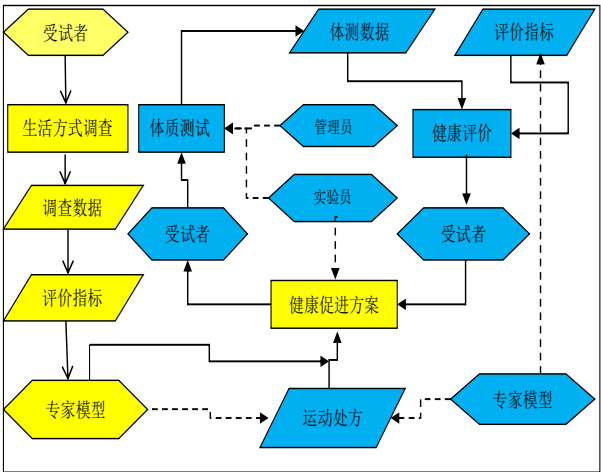 受试者
体测数据
评价指标
生活方式调查
体质测试
管理员
健康评价
调查数据
实验员
受试者
受试者
评价指标
健康促进方案
专家模型
运动处方
专家模型